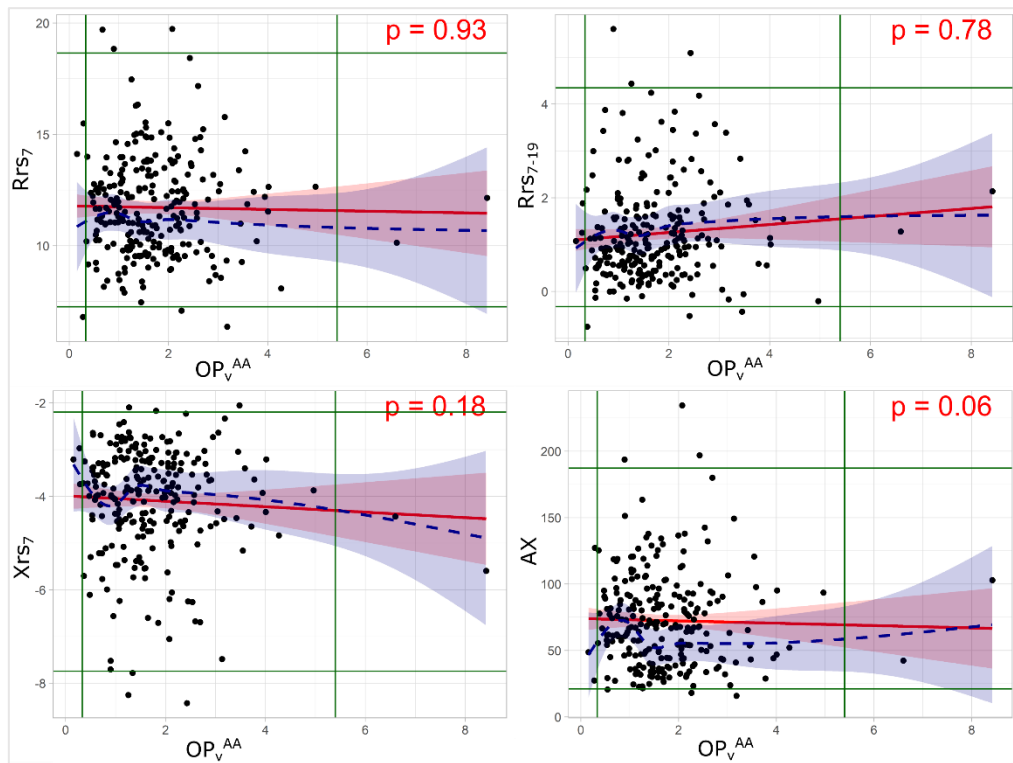 p = 0.93
20
15
10
Rrs7
0 2 4 6 8
OPvAA
p = 0.78
4
2
0
Rrs7-19
0 2 4 6 8
OPvAA
p = 0.18
-2
-4
-6
-8
Xrs7
0 2 4 6 8
OPvAA
p = 0.06
200
150
100
50
0
AX
0 2 4 6 8
OPvAA